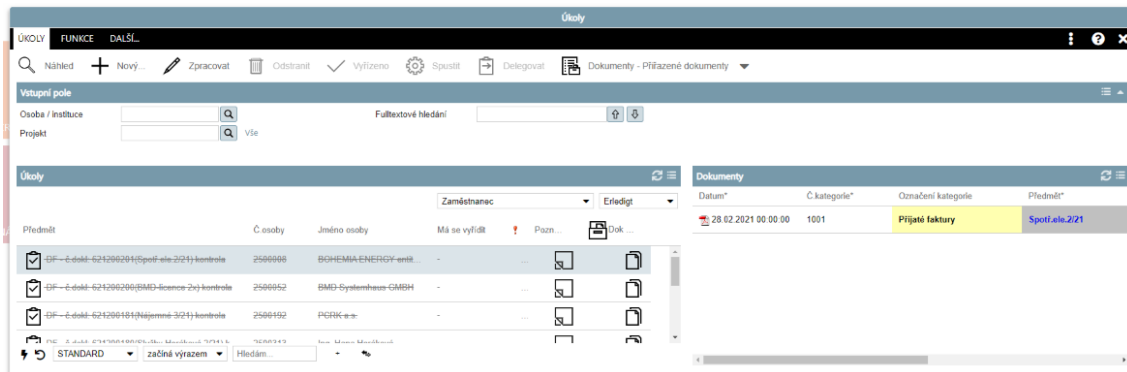 Úkoly
ÚKOLY FUNKCE DALŠÍ...
Náhled Nový... Zpracovat Odstranit Vyřízeno Spustit Delegovat Dokumenty - Přiřazené dokumenty
Vstupní pole
Osoba / instituce Fulltextové hledání
Projekt Vše
Úkoly
Zaměstnanec Erledigt
Předmět Č.osoby Jméno osoby Má se vyřídit Pozn... Dok ...
DF - č.dokl: 621200201(Spotř.ele.2/21) kontrola 2500008 BOHEMIA ENERGY entit... - ...
DF - č.dokl: 621200200(BMD-licence 2x) kontrola 2500052 BMD Systemhaus GMBH - ...
DF - č.dokl: 621200181(Nájemné 3/21) kontrola 2500192 PCRK a.s. - ...
STANDARD začíná výrazem Hledám...
Dokumenty
Datum* Č.kategorie* Označení kategorie Předmět*
28.02.2021 00:00:00 1001 Přijaté faktury Spotř.ele.2/21